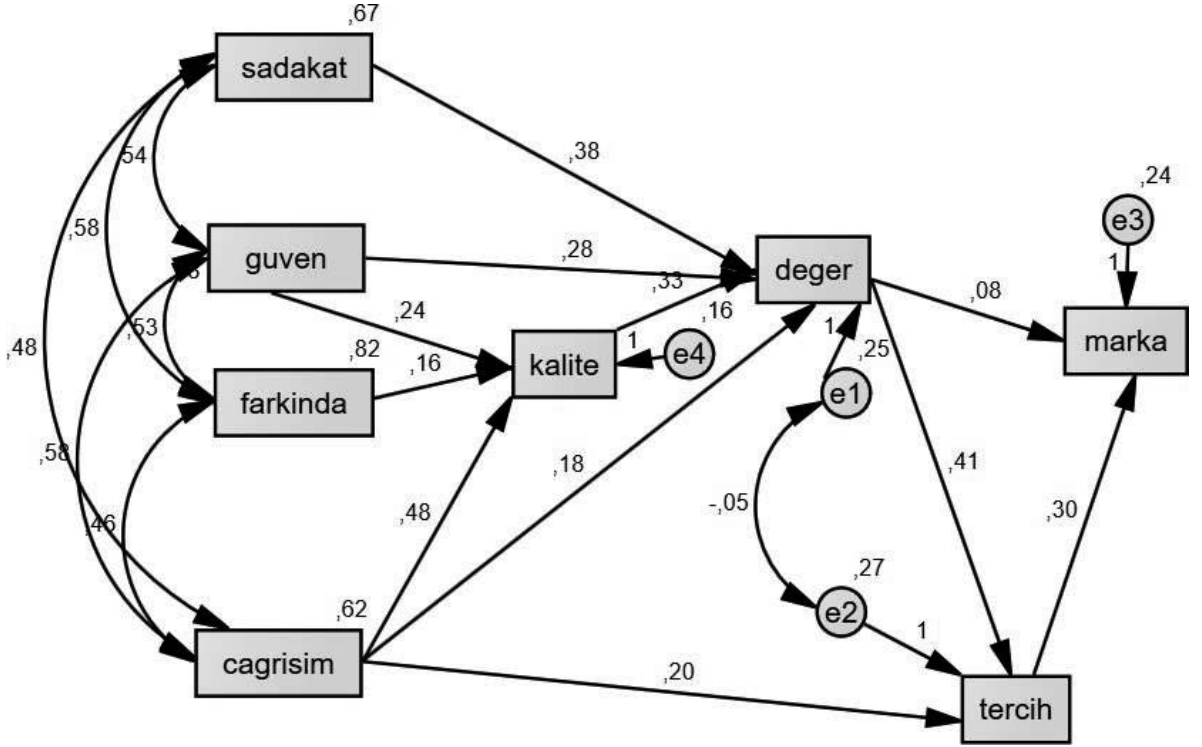 ,67
sadakat
,38
,54
,24
e3
,58
guven
,28
deger
1
,33
,08
,24
,53
,82
,16
,16
1
e4
1
,25
marka
,48
kalite
farkinda
e1
,58
,18
,41
,46
,48
-,05
,30
,27
e2
1
,62
cagrisim
,20
tercih